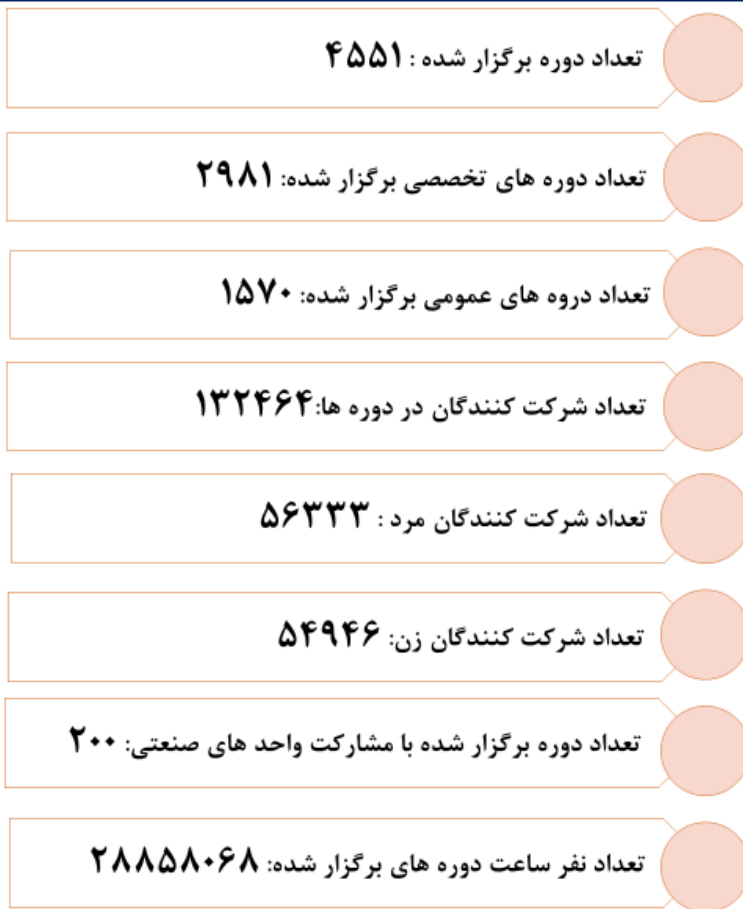 تعداد دوره برگزار شده : ۴۵۵۱
تعداد دوره های تخصصی برگزار شده: ۲۹۸۱
تعداد دروه های عمومی برگزار شده: ۱۵۷۰
تعداد شرکت کنندگان در دوره ها:۱۳۲۴۶۴
تعداد شرکت کنندگان مرد : ۵۶۳۳۳
تعداد شرکت کنندگان زن: ۵۴۹۴۶
تعداد دوره برگزار شده با مشارکت واحد های صنعتی: ۲۰۰
تعداد نفر ساعت دوره های برگزار شده: ۲۸۸۵۸۰۶۸